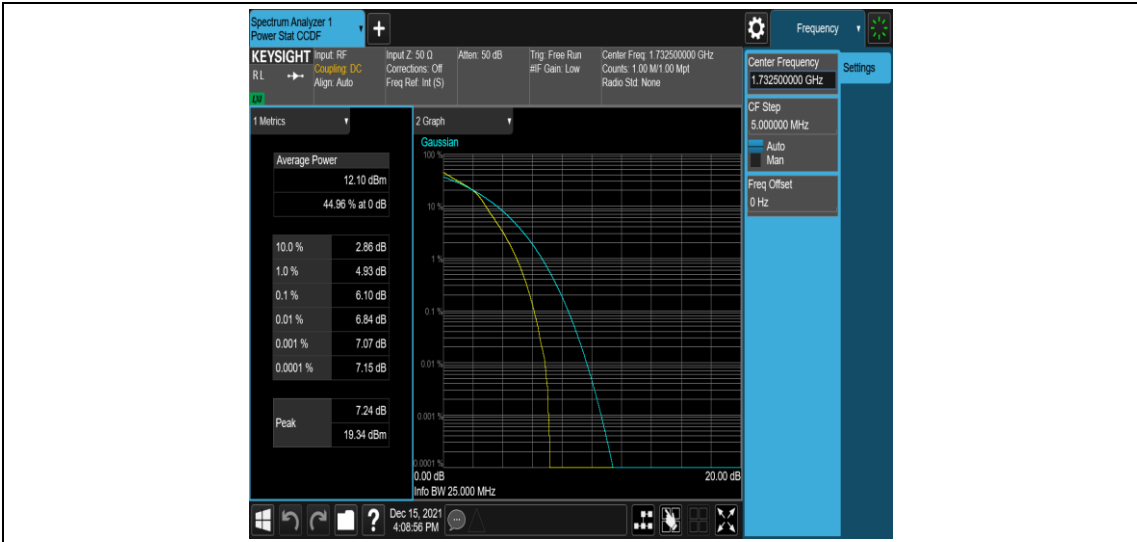 Spectrum Analyzer 1
Power Stat CCDF
+
Frequency
KEYSIGHT
RL
Input: RF
Coupling: DC
Align: Auto
Input Z: 50 Ω
Corrections: Off
Freq Ref: Int (S)
Atten: 50 dB
Trig: Free Run
#IF Gain: Low
Center Freq: 1.732500000 GHz
Counts: 1.00 M/1.00 Mpt
Radio Std: None
Center Frequency
1.732500000 GHz
Settings
CF Step
5.000000 MHz
Auto
Man
Freq Offset
0 Hz
1 Metrics
Average Power
12.10 dBm
44.96 % at 0 dB
10.0 % 2.86 dB
1.0 % 4.93 dB
0.1 % 6.10 dB
0.01 % 6.84 dB
0.001 % 7.07 dB
0.0001 % 7.15 dB
Peak 7.24 dB
19.34 dBm
2 Graph
Gaussian
100 %
10 %
1 %
0.1 %
0.01 %
0.001 %
0.0001 %
0.00 dB 20.00 dB
Info BW 25.000 MHz
?
Dec 15, 2021
4:08:56 PM